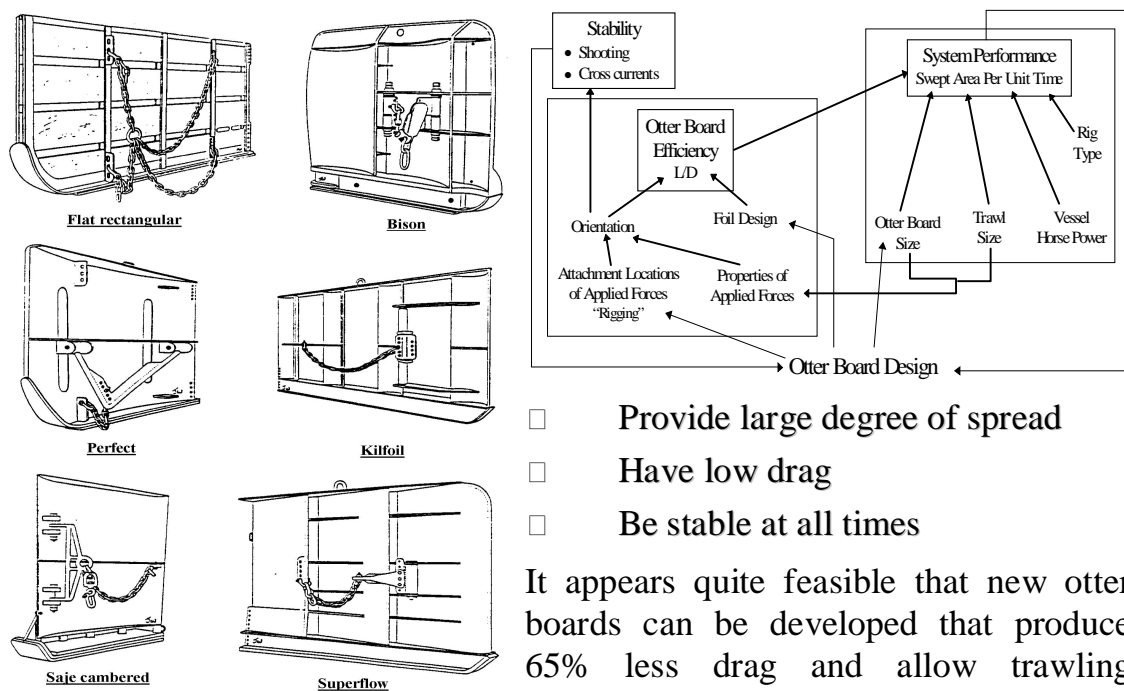 Flat rectangular
Bison
Perfect
Kilfoil
Saje cambered
Superflow
Stability
• Shooting
• Cross currents
System Performance
Swept Area Per Unit Time
Otter Board
Efficiency
L/D
Rig
Type
Orientation
Foil Design
Otter Board
Size
Trawl
Size
Vessel
Horse Power
Attachment Locations
of Applied Forces
“Rigging”
Properties of
Applied Forces
Otter Board Design
□ Provide large degree of spread
□ Have low drag
□ Be stable at all times
It appears quite feasible that new otter
boards can be developed that produce
65% less drag and allow trawling